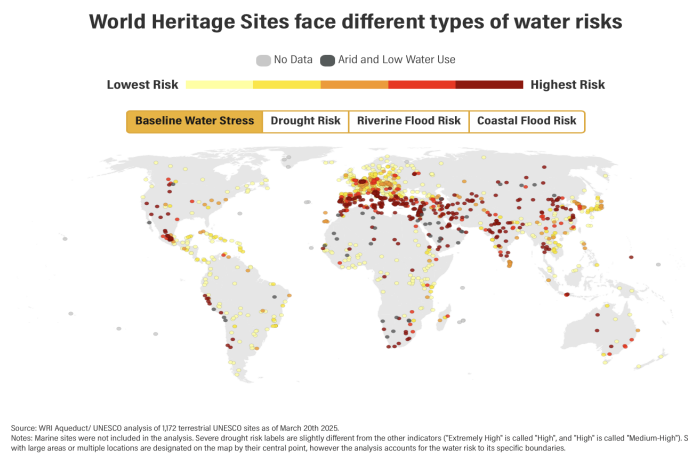 World Heritage Sites face different types of water risks
No Data Arid and Low Water Use
Lowest Risk Highest Risk
Baseline Water Stress Drought Risk Riverine Flood Risk Coastal Flood Risk
Source: WRI Aqueduct/ UNESCO analysis of 1,172 terrestrial UNESCO sites as of March 20th 2025.
Notes: Marine sites were not included in the analysis. Severe drought risk labels are slightly different from the other indicators ("Extremely High" is called "High", and "High" is called "Medium-High"). S
with large areas or multiple locations are designated on the map by their central point, however the analysis accounts for the water risk to its specific boundaries.